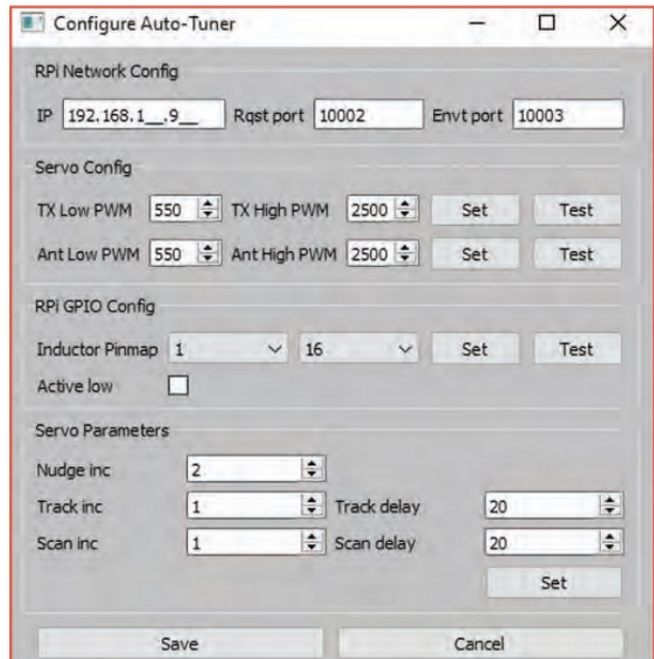 Configure Auto-Tuner
RPi Network Config
IP 192.168.1__.9__ Rqst port 10002 Envt port 10003
Servo Config
TX Low PWM 550 TX High PWM 2500 Set Test
Ant Low PWM 550 Ant High PWM 2500 Set Test
RPi GPIO Config
Inductor Pinmap 1 16 Set Test
Active low
Servo Parameters
Nudge inc 2
Track inc 1 Track delay 20
Scan inc 1 Scan delay 20
Set
Save Cancel